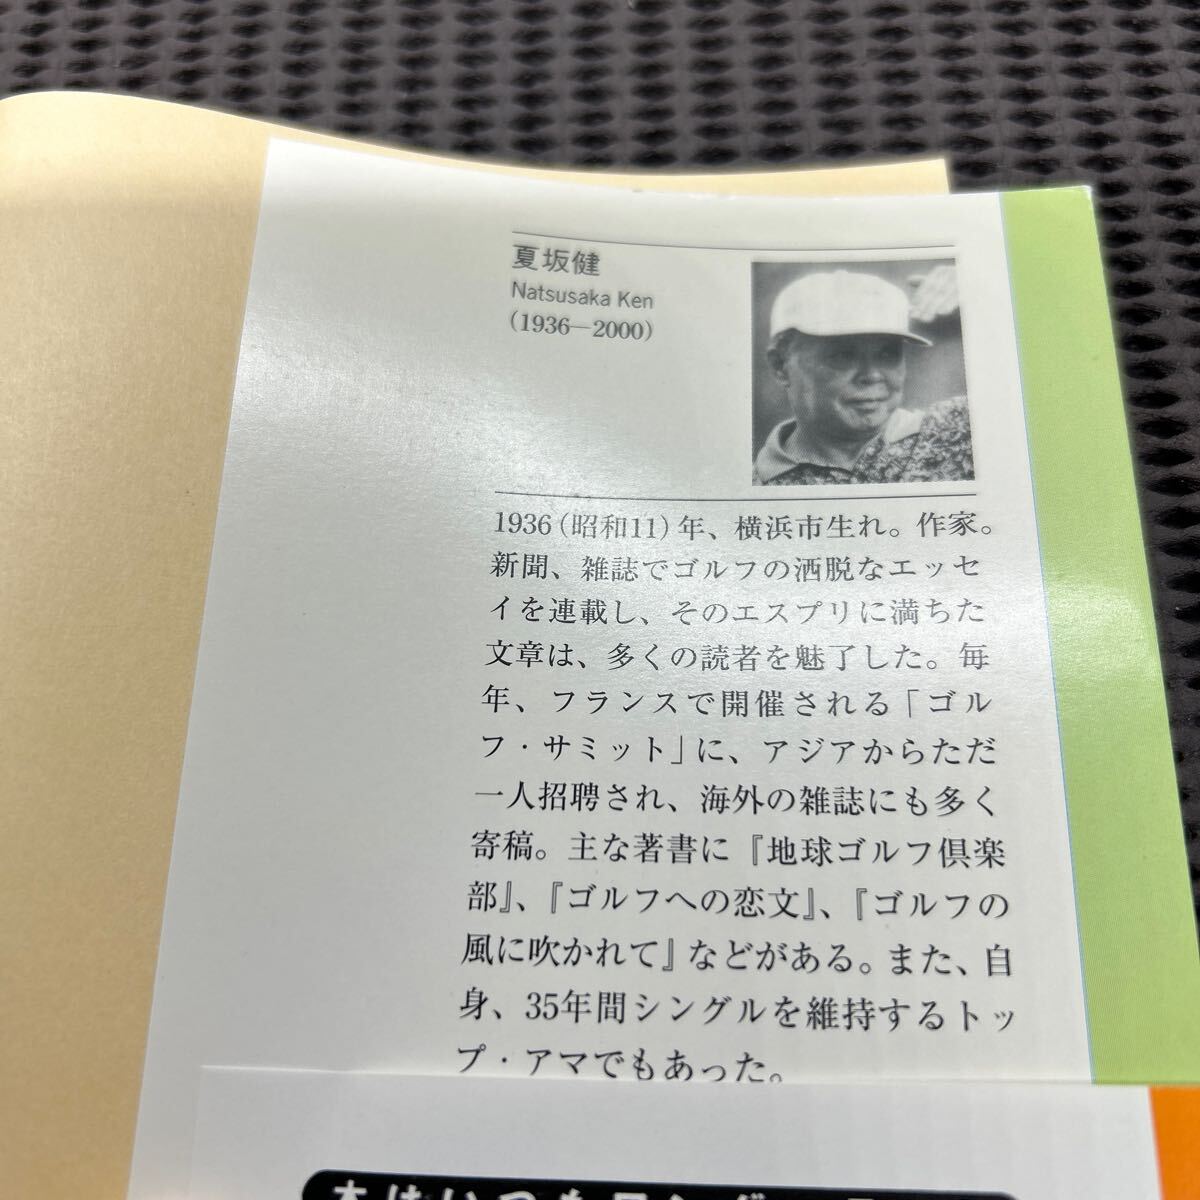 夏坂健
Natsusaka Ken
(1936―2000)
1936(昭和11)年、横浜市生れ。作家。
新聞、雑誌でゴルフの洒脱なエッセ
イを連載し、そのエスプリに満ちた
文章は、多くの読者を魅了した。毎
年、フランスで開催される「ゴル
フ・サミット」に、アジアからただ
一人招聘され、海外の雑誌にも多く
寄稿。主な著書に『地球ゴルフ倶楽
部』、『ゴルフへの恋文』、『ゴルフの
風に吹かれて』などがある。また、自
身、35年間シングルを維持するトッ
プ・アマでもあった。